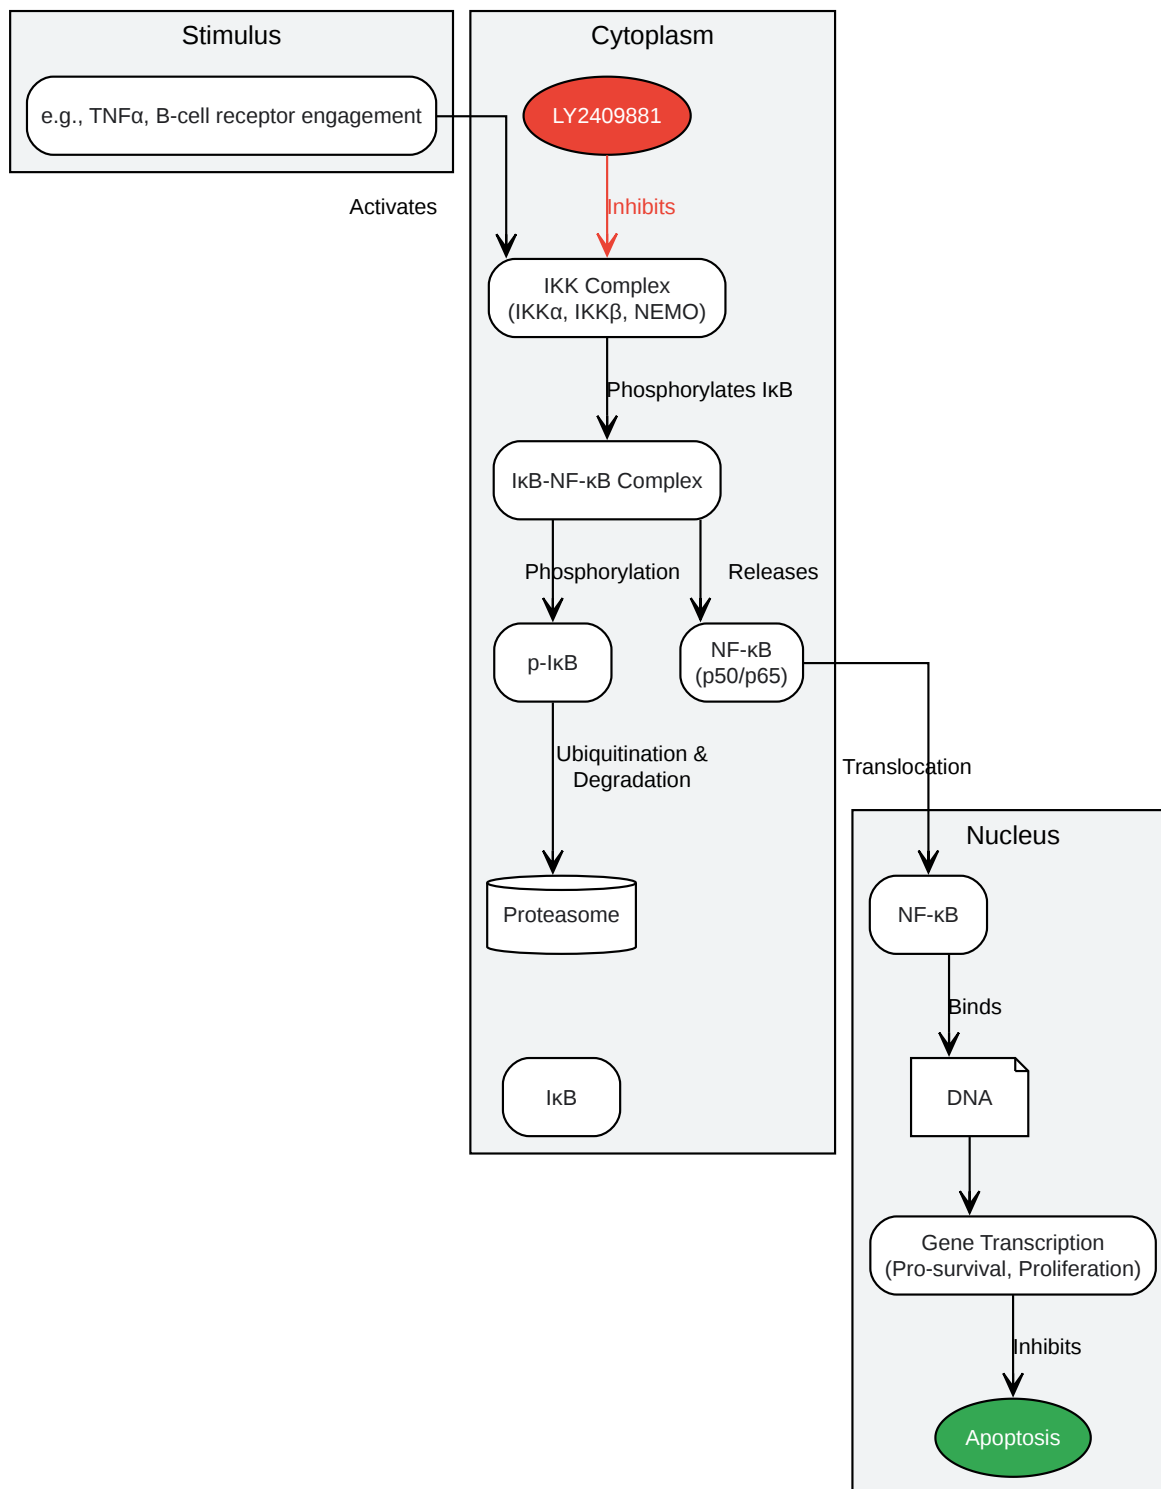 Stimulus
e.g., TNFα, B-cell receptor engagement
Activates
Cytoplasm
LY2409881
Inhibits
IKK Complex
(IKKα, IKKβ, NEMO)
Phosphorylates IκB
IκB-NF-κB Complex
Phosphorylation
Releases
p-IκB
NF-κB
(p50/p65)
Ubiquitination &
Degradation
Translocation
Proteasome
IκB
Nucleus
NF-κB
Binds
DNA
Gene Transcription
(Pro-survival, Proliferation)
Inhibits
Apoptosis